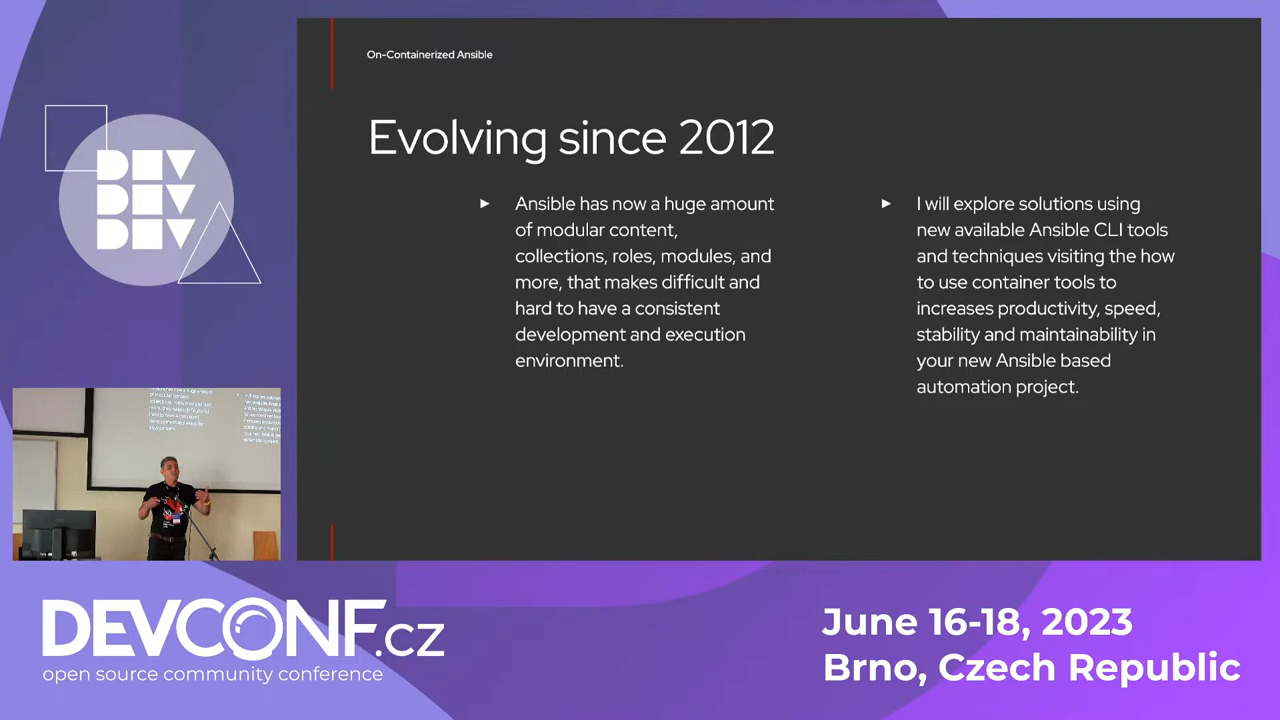 On-Containerized Ansible
Evolving since 2012
► Ansible has now a huge amount
of modular content,
collections, roles, modules, and
more, that makes difficult and
hard to have a consistent
development and execution
environment.
► I will explore solutions using
new available Ansible CLI tools
and techniques visiting the how
to use container tools to
increases productivity, speed,
stability and maintainability in
your new Ansible based
automation project.
DEV
DEV
DEV
DEVCONF.cz
open source community conference
June 16-18, 2023
Brno, Czech Republic